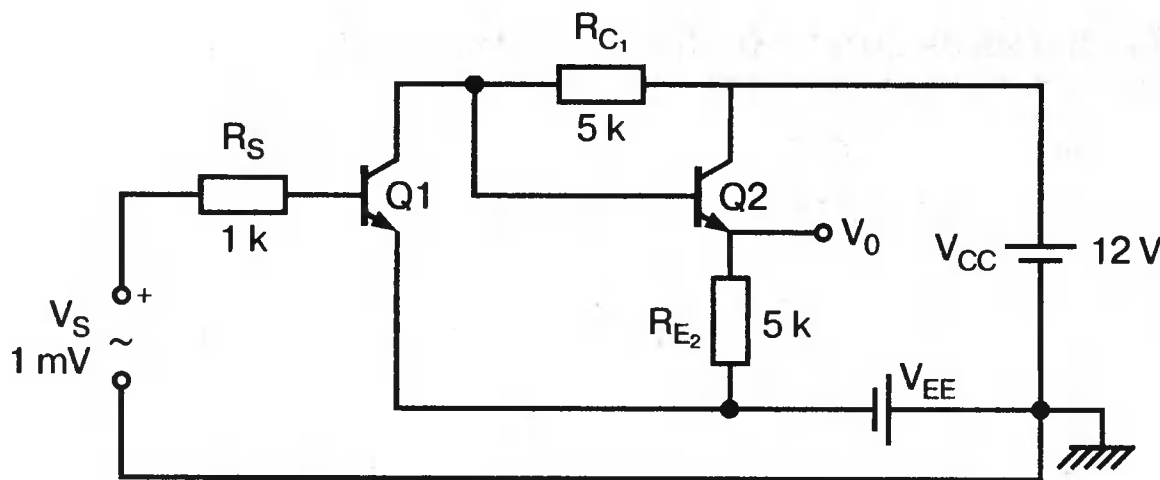 R_C₁
5 k
R_S
1 k
Q1
Q2
V_0
V_CC
12 V
+
V_S
~
1 mV
R_E₂
5 k
V_EE